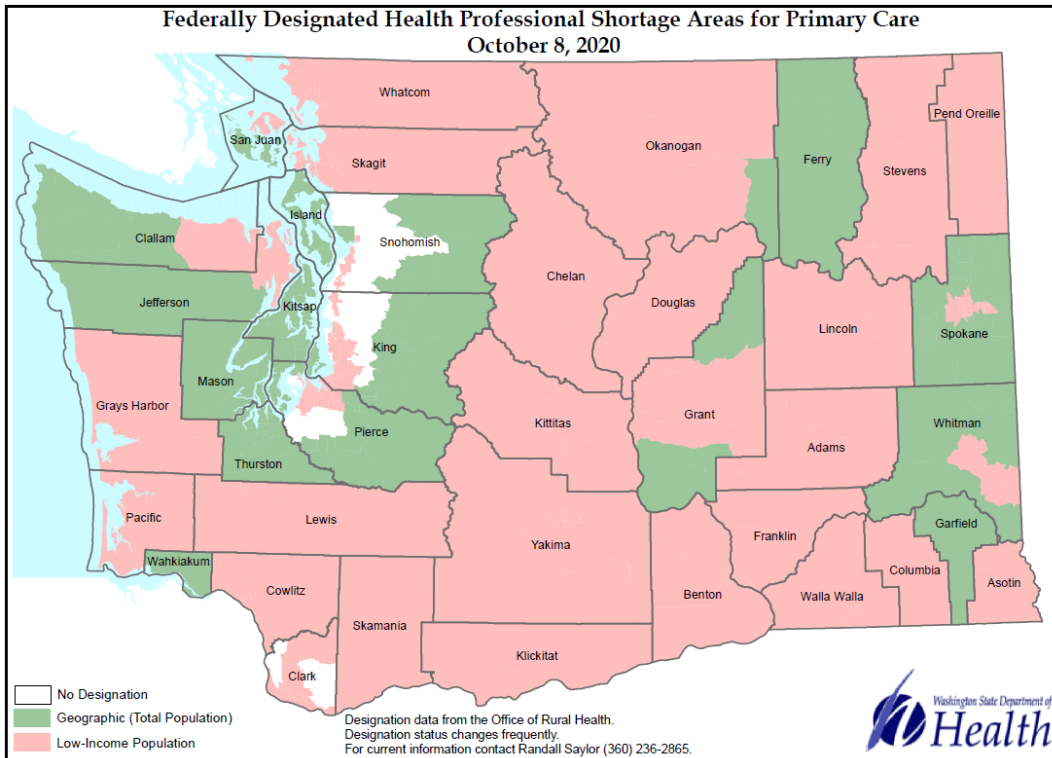 Federally Designated Health Professional Shortage Areas for Primary Care
October 8, 2020
Whatcom
Pend Oreille
San Juan
Okanogan
Ferry
Skagit
Stevens
Island
Clallam
Snohomish
Chelan
Douglas
Jefferson
Kitsap
Lincoln
Spokane
King
Mason
Grays Harbor
Grant
Kittitas
Whitman
Pierce
Adams
Thurston
Pacific
Lewis
Garfield
Franklin
Yakima
Wahkiakum
Columbia
Asotin
Cowlitz
Benton
Walla Walla
Skamania
Klickitat
Clark
No Designation
Geographic (Total Population)
Low-Income Population
Designation data from the Office of Rural Health.
Designation status changes frequently.
For current information contact Randall Saylor (360) 236-2865.
Washington State Department of
Health